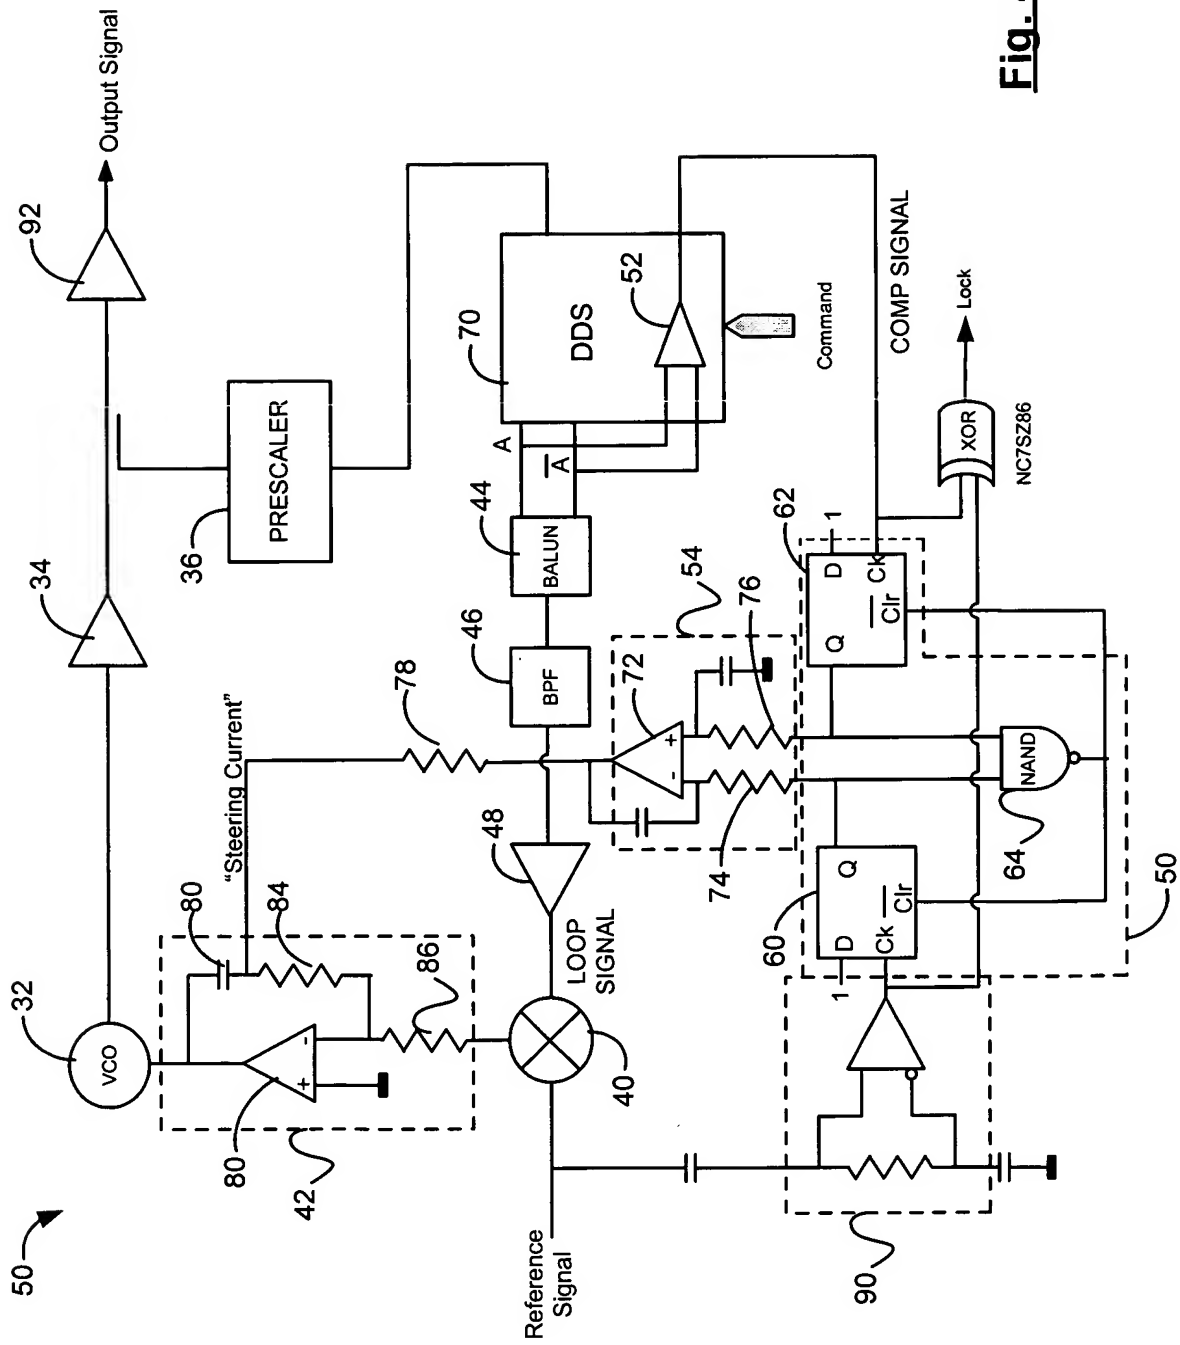 50
32
VCO
34
92
Output Signal
36
PRESCALER
"Steering Current"
80
84
86
80
+
-
42
78
Reference
Signal
40
LOOP
SIGNAL
48
46
BPF
44
BALUN
A
A
70
DDS
52
Command
COMP SIGNAL
54
72
-
+
74
76
60
1
D
Q
Ck
Clr
62
1
D
Q
Ck
Clr
64
NAND
50
90
XOR
Lock
NC7SZ86
Fig.